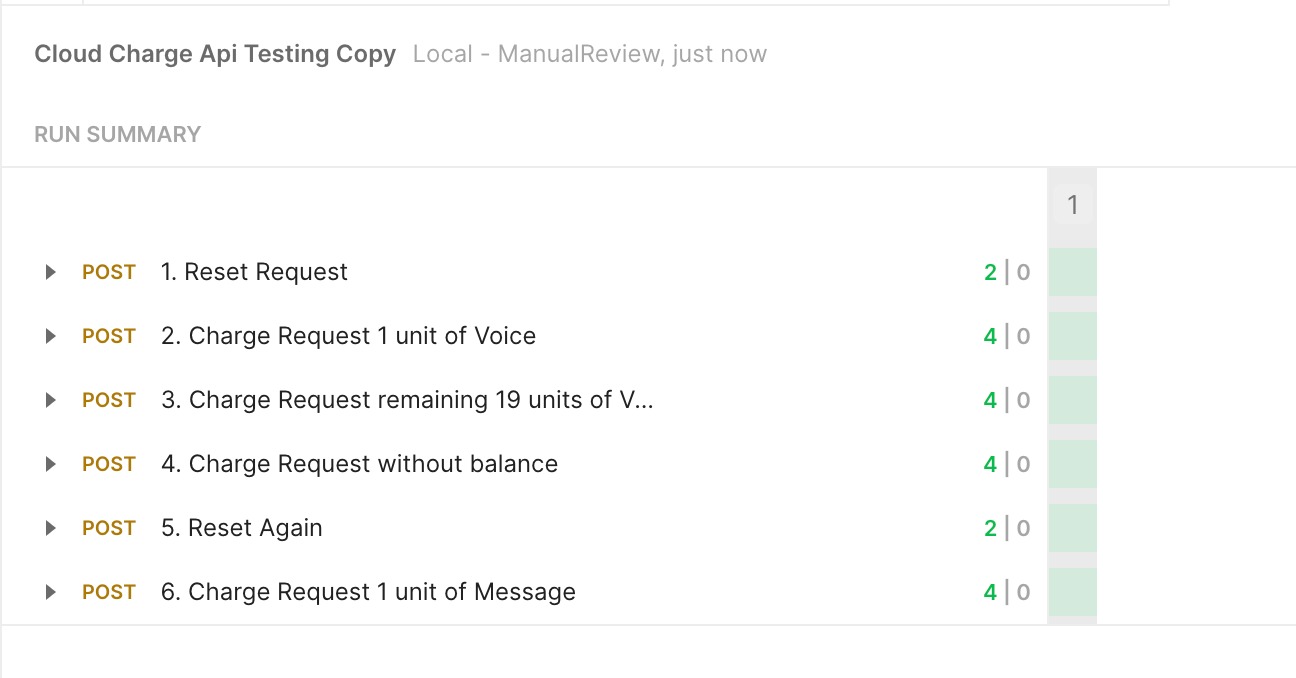 Cloud Charge Api Testing Copy Local - ManualReview, just now
RUN SUMMARY
1
POST 1. Reset Request 2 | 0
POST 2. Charge Request 1 unit of Voice 4 | 0
POST 3. Charge Request remaining 19 units of V... 4 | 0
POST 4. Charge Request without balance 4 | 0
POST 5. Reset Again 2 | 0
POST 6. Charge Request 1 unit of Message 4 | 0